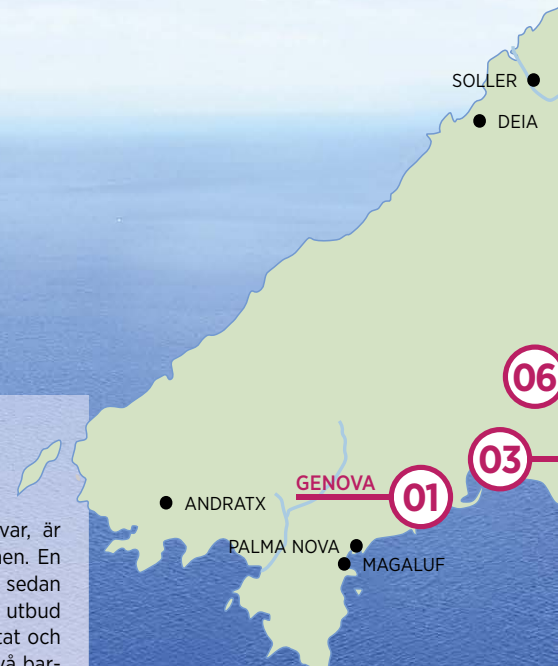 SOLLER
DEIA
06
03
GENOVA
01
ANDRATX
PALMA NOVA
MAGALUF
var, är
en. En
sedan
utbud
tat och
vå bar-